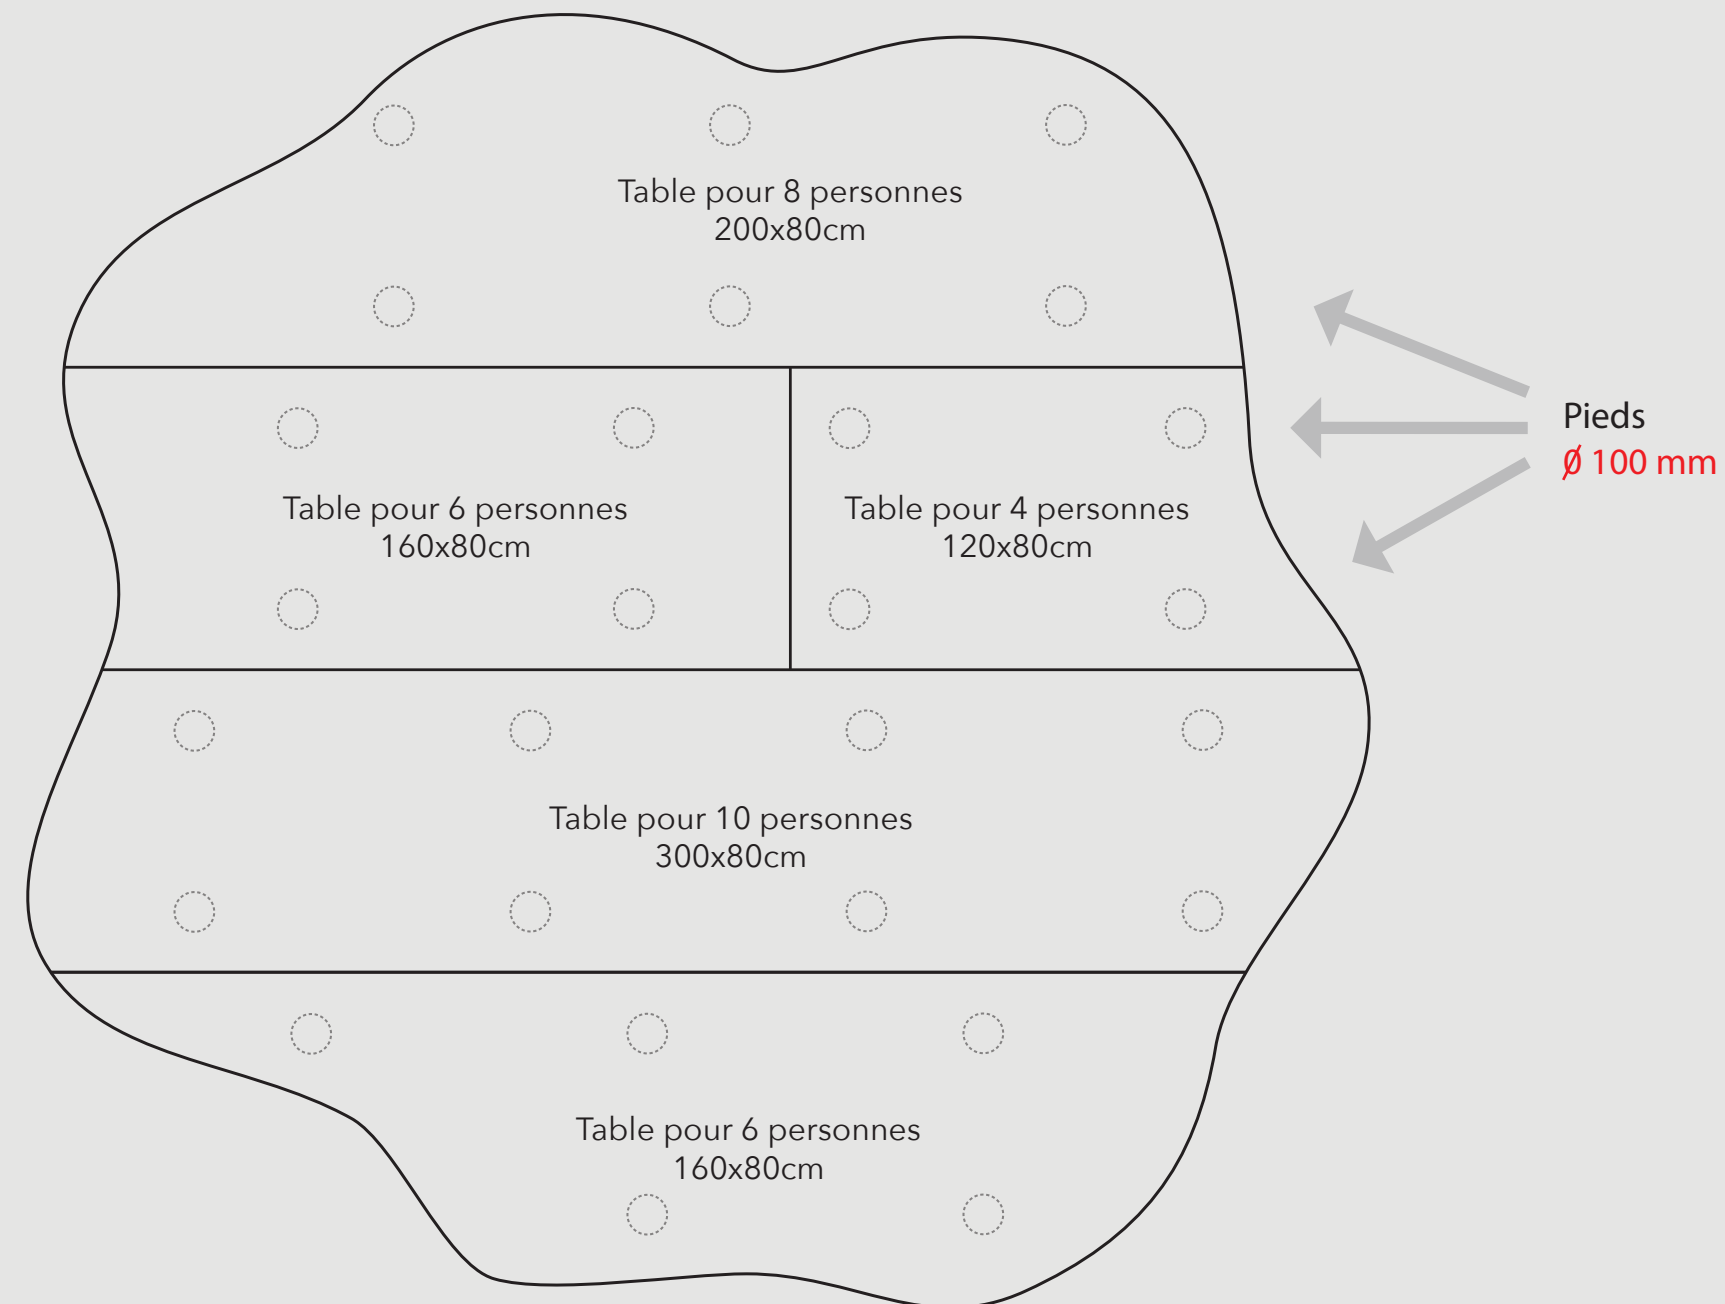 Table pour 8 personnes
200x80cm
Pieds
Ø 100 mm
Table pour 6 personnes
160x80cm
Table pour 4 personnes
120x80cm
Table pour 10 personnes
300x80cm
Table pour 6 personnes
160x80cm